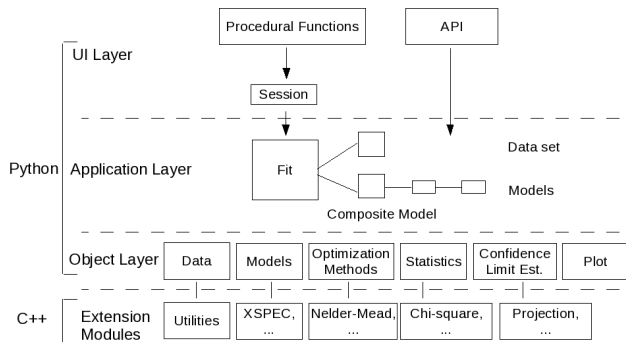 Procedural Functions
API
UI Layer
Session
Python
Application Layer
Fit
Data set
Models
Composite Model
Object Layer
Data
Models
Optimization
Methods
Statistics
Confidence
Limit Est.
Plot
C++
Extension
Modules
Utilities
XSPEC,
...
Nelder-Mead,
...
Chi-square,
...
Projection,
...